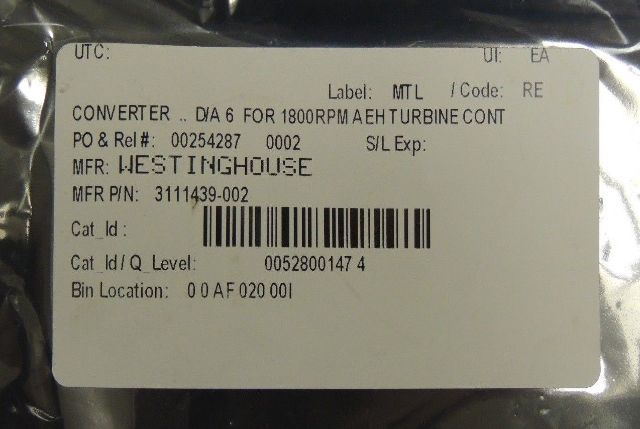 UTC: UI: EA
Label: MTL / Code: RE
CONVERTER .. D/A 6 FOR 1800RPM AEH TURBINE CONT
PO & Rel #: 00254287 0002 S/L Exp:
MFR: WESTINGHOUSE
MFR P/N: 3111439-002
Cat_Id :
Cat_Id / Q_Level: 0052800147 4
Bin Location: 0 0 AF 020 00I